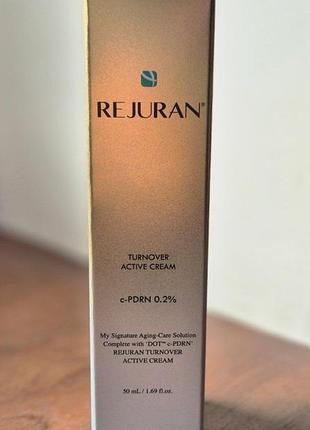 REJURAN®
TURNOVER
ACTIVE CREAM
c-PDRN 0.2%
My Signature Aging-Care Solution
Complete with 'DOT™ c-PDRN'
REJURAN TURNOVER
ACTIVE CREAM
50 mL / 1.69 fl.oz.